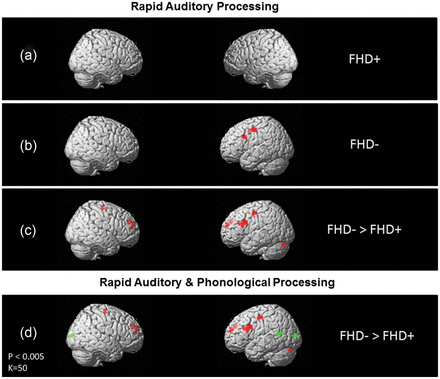 Rapid Auditory Processing
(a) FHD+
(b) FHD-
(c) FHD- > FHD+
Rapid Auditory & Phonological Processing
(d) FHD- > FHD+
P < 0.005
K=50